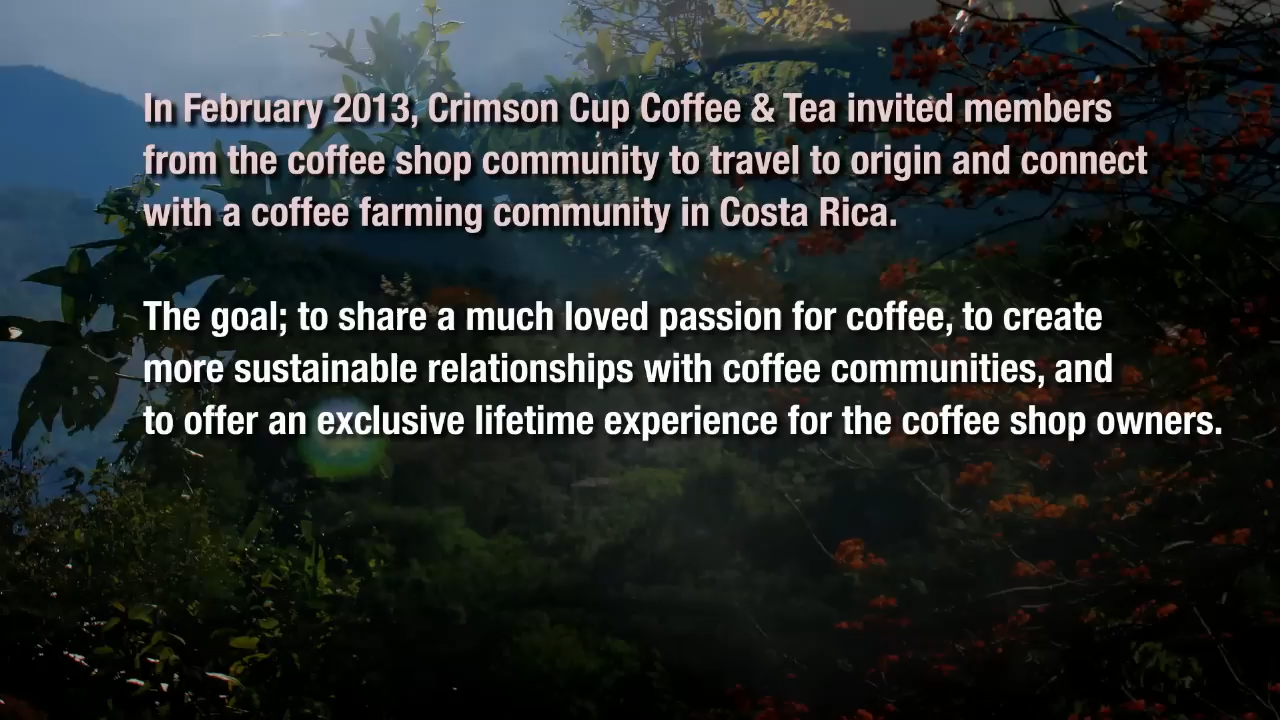 In February 2013, Crimson Cup Coffee & Tea invited members
from the coffee shop community to travel to origin and connect
with a coffee farming community in Costa Rica.
The goal; to share a much loved passion for coffee, to create
more sustainable relationships with coffee communities, and
to offer an exclusive lifetime experience for the coffee shop owners.